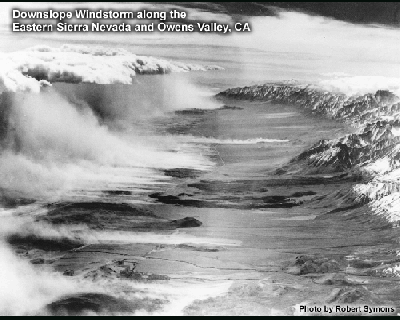 Downslope Windstorm along the
Eastern Sierra Nevada and Owens Valley, CA
Photo by Robert Symons